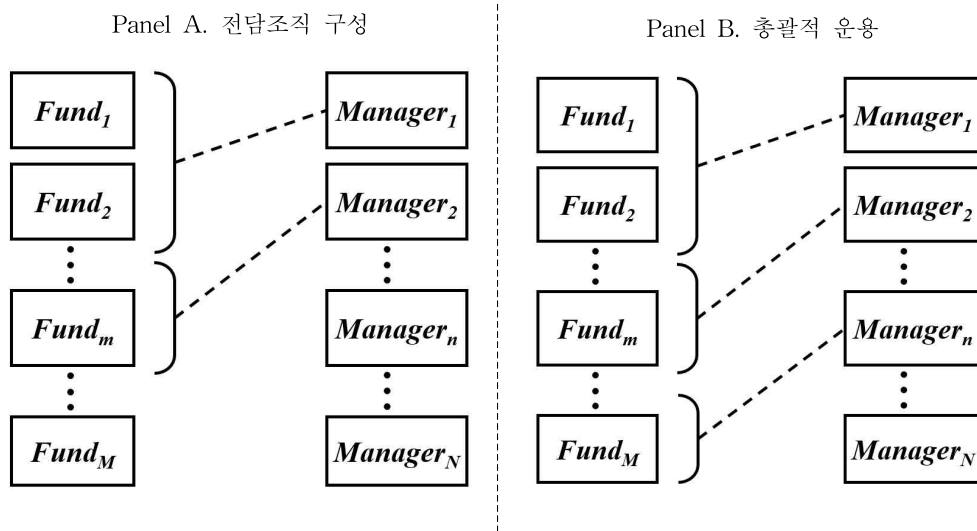 Panel A. 전담조직 구성
Fund1
Manager1
Fund2
Manager2
Fundm
Managern
FundM
ManagerN
Panel B. 총괄적 운용
Fund1
Manager1
Fund2
Manager2
Fundm
Managern
FundM
ManagerN